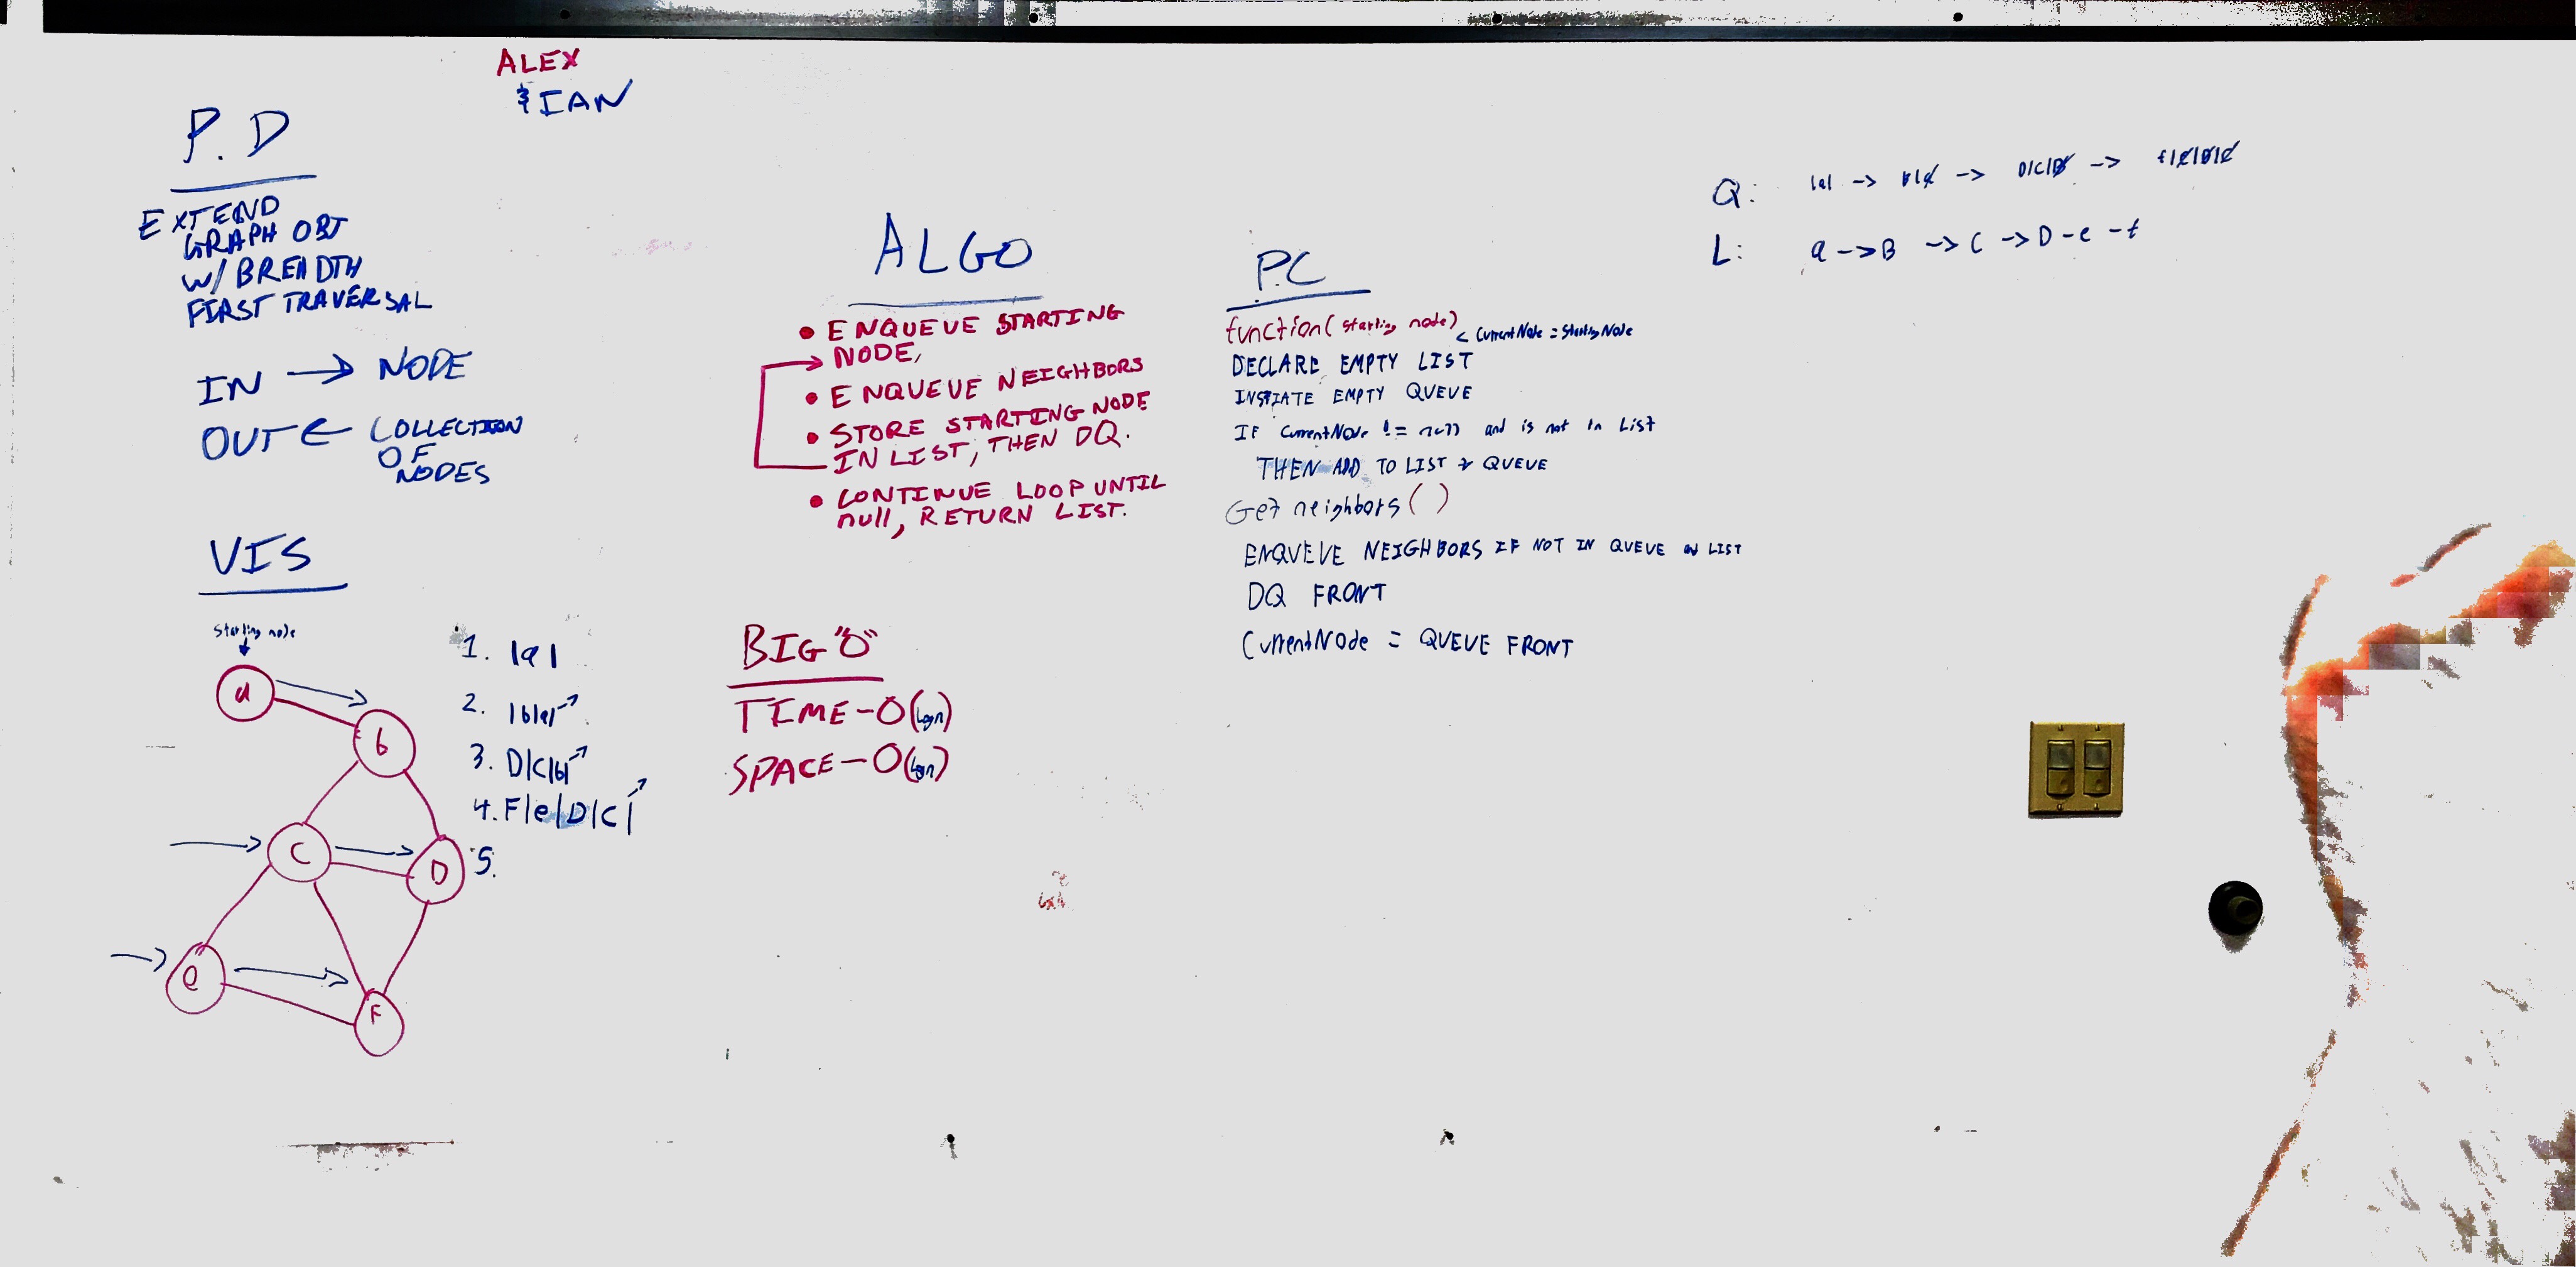 ALEX
& IAN
P.D
EXTEND
GRAPH OBJ
W/ BREADTH
FIRST TRAVERSAL
IN -> NODE
OUT <- COLLECTION
OF
NODES
VIS
Starting node
a
b
C
D
e
F
1. |a|
2. |b|a|
3. D|C|b|
4. F|e|D|C|
5.
ALGO
• ENQUEUE STARTING
NODE,
• ENQUEUE NEIGHBORS
• STORE STARTING NODE
IN LIST, THEN DQ.
• CONTINUE LOOP UNTIL
null, RETURN LIST.
BIG "O"
TIME - O(Log n)
SPACE - O(Log n)
P.C
function( starting node) < CurrentNode = StartingNode
DECLARE EMPTY LIST
INSTIATE EMPTY QUEUE
IF CurrentNode != null and is not in List
THEN ADD TO LIST & QUEUE
Get neighbors( )
ENQUEUE NEIGHBORS IF NOT IN QUEUE LIST
DQ FRONT
CurrentNode = QUEUE FRONT
Q: |a| -> b|a -> D|C|B -> f|e|D|C
L: a -> B -> C -> D - e - f